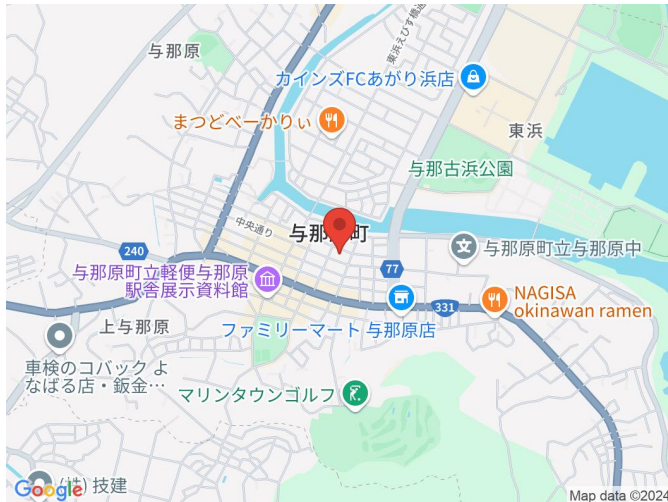 与那原
東浜えびす橋通り
カインズFCあがり浜店
まつどべーかりぃ
東浜
与那古浜公園
中央通り
町
240
77
与那原町立与那原中
与那原町立軽便与那原
駅舎展示資料館
NAGISA
okinawan ramen
331
上与那原
ファミリーマート 与那原店
車検のコバック よ
なばる店・鈑金…
マリンタウンゴルフ
(株) 技建
Google
Map data ©2024